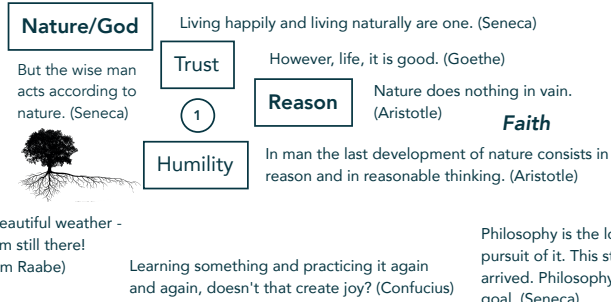 Nature/God
Living happily and living naturally are one. (Seneca)
Trust
However, life, it is good. (Goethe)
But the wise man
acts according to
nature. (Seneca)
Reason
Nature does nothing in vain.
(Aristotle)
Faith
1
Humility
In man the last development of nature consists in
reason and in reasonable thinking. (Aristotle)
eautiful weather -
m still there!
m Raabe)
Learning something and practicing it again
and again, doesn't that create joy? (Confucius)
Philosophy is the lo
pursuit of it. This st
arrived. Philosophy
goal. (Seneca)